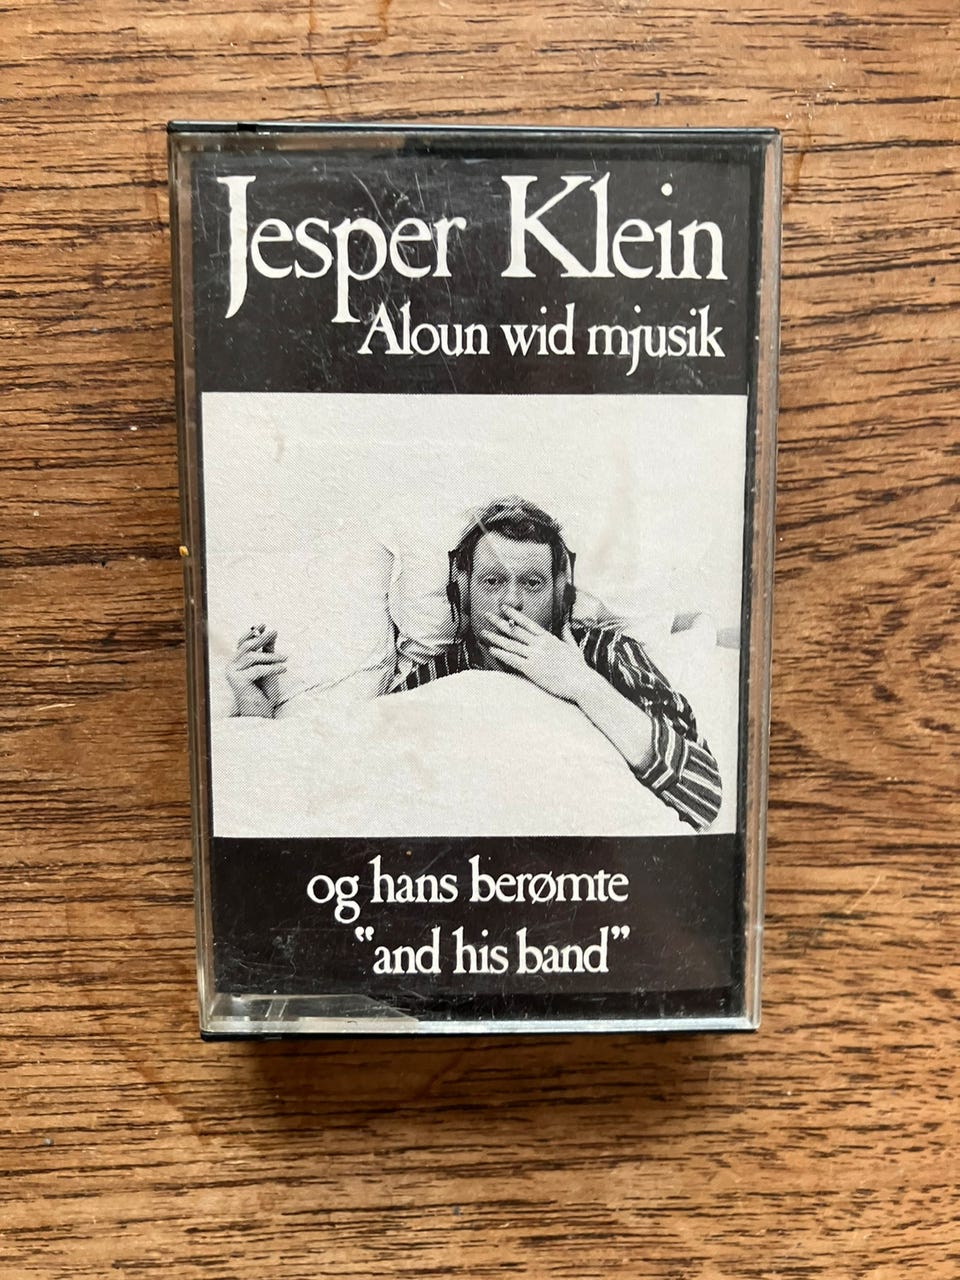 Jesper Klein
Aloun wid mjusik
og hans berømte
“and his band”